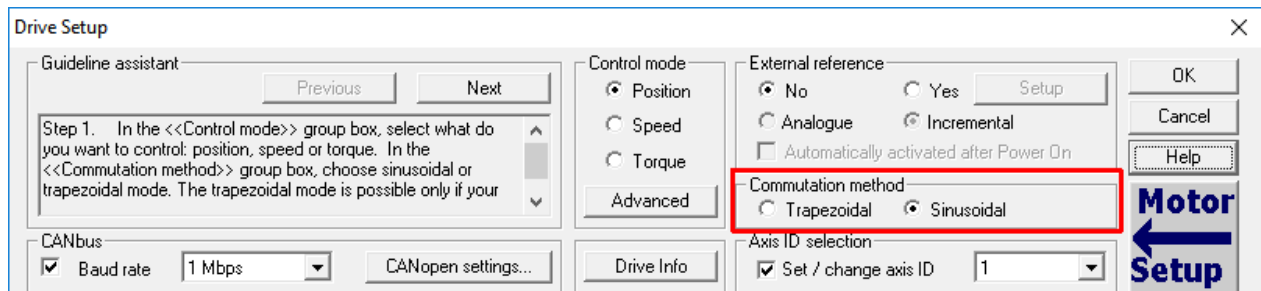 Drive Setup
Guideline assistant
Previous
Next
Step 1. In the <<Control mode>> group box, select what do
you want to control: position, speed or torque. In the
<<Commutation method>> group box, choose sinusoidal or
trapezoidal mode. The trapezoidal mode is possible only if your
Control mode
Position
Speed
Torque
Advanced
External reference
No
Yes
Setup
Analogue
Incremental
Automatically activated after Power On
Commutation method
Trapezoidal
Sinusoidal
OK
Cancel
Help
Motor
Setup
CANbus
Baud rate
1 Mbps
CANopen settings...
Drive Info
Axis ID selection
Set / change axis ID
1